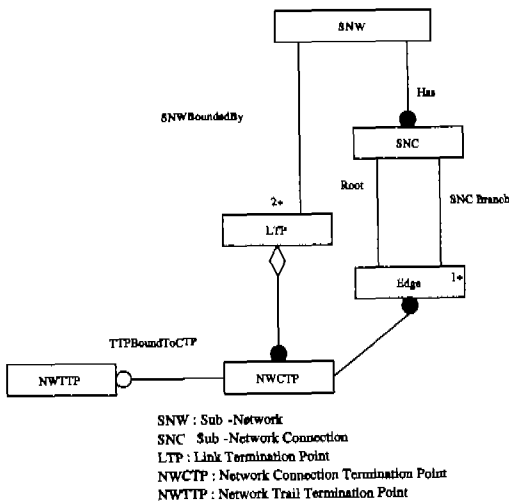 SNW
Has
SNWBoundedBy
SNC
Root
SNC Branch
2+
LTP
Edge
1+
TTPBoundToCTP
NWTTP
NWCTP
SNW : Sub -Network
SNC Sub -Network Connection
LTP : Link Termination Point
NWCTP : Network Connection Termination Point
NWTTP : Network Trail Termination Point